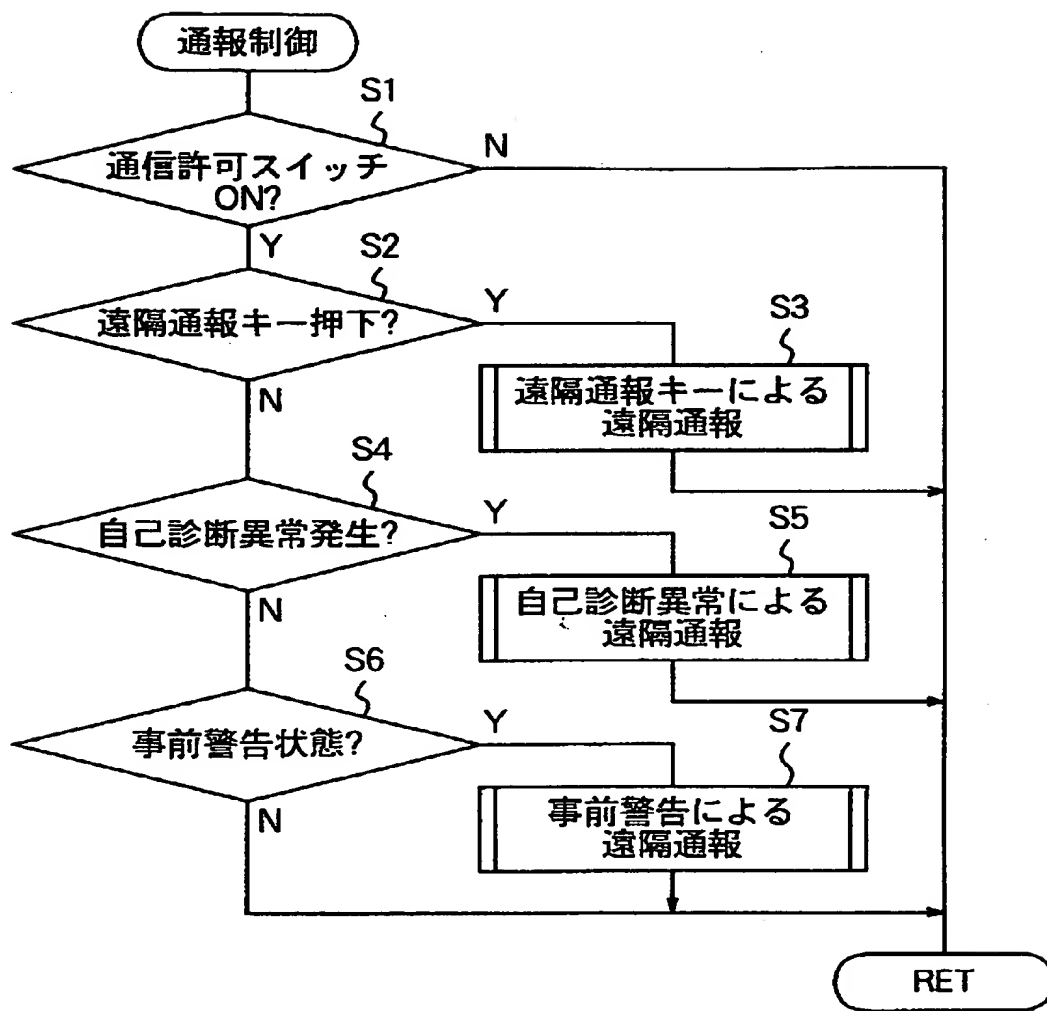 通報制御
S1
通信許可スイッチ
ON?
N
Y
S2
遠隔通報キー押下?
Y
N
S3
遠隔通報キーによる
遠隔通報
S4
自己診断異常発生?
Y
N
S5
自己診断異常による
遠隔通報
S6
事前警告状態?
Y
N
S7
事前警告による
遠隔通報
RET